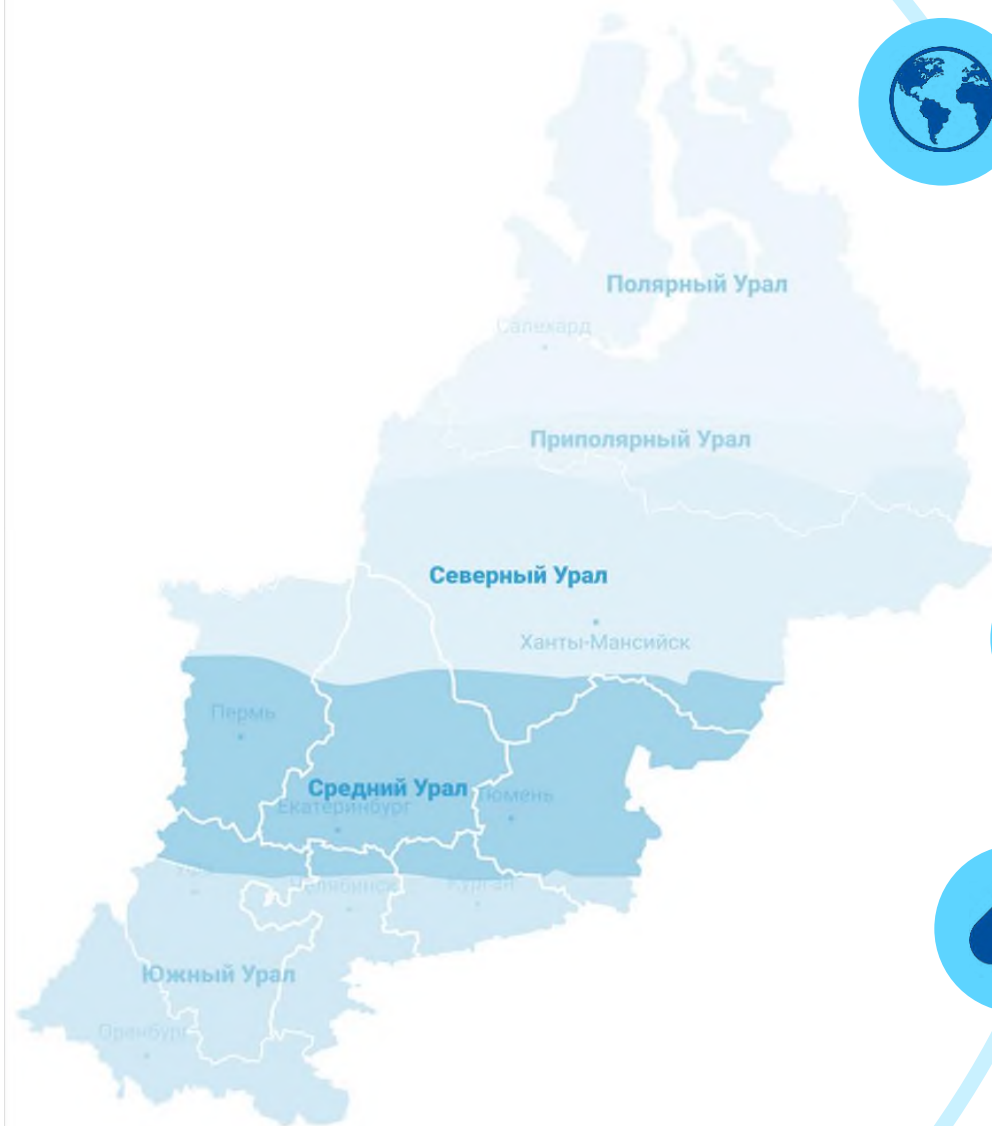 Полярный Урал
Салехард
Приполярный Урал
Северный Урал
Ханты-Мансийск
Пермь
Средний Урал
Тюмень
Екатеринбург
Челябинск
Курган
Южный Урал
Оренбург